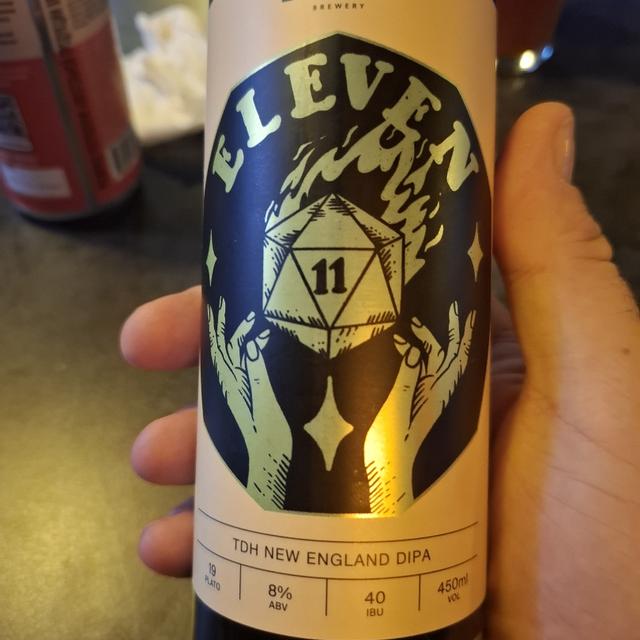 BREWERY
ELEVEN
11
TDH NEW ENGLAND DIPA
19
PLATO
8%
ABV
40
IBU
450ml
VOL